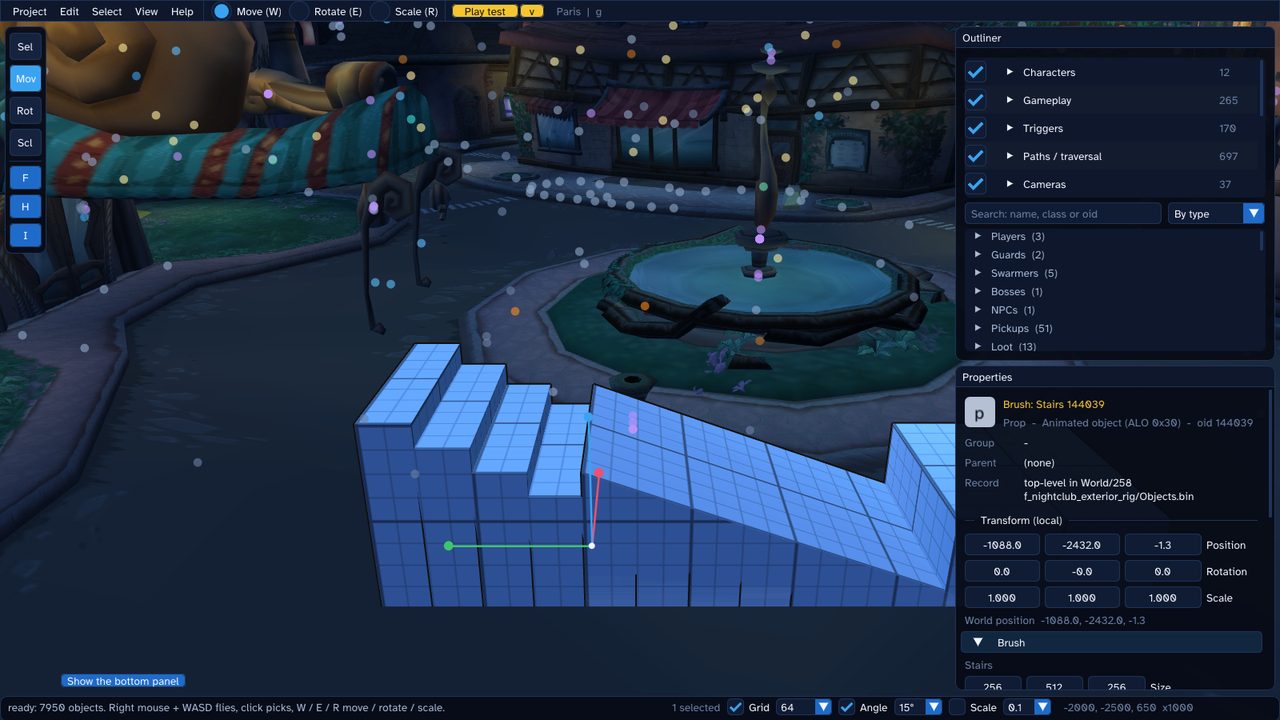 Project Edit Select View Help Move (W) Rotate (E) Scale (R) Play test v Paris | g
Sel
Mov
Rot
Scl
F
H
I
Outliner
Characters 12
Gameplay 265
Triggers 170
Paths / traversal 697
Cameras 37
Search: name, class or oid By type
Players (3)
Guards (2)
Swarmers (5)
Bosses (1)
NPCs (1)
Pickups (51)
Loot (13)
Properties
p
Brush: Stairs 144039
Prop - Animated object (ALO 0x30) - oid 144039
Group -
Parent (none)
Record top-level in World/258
f_nightclub_exterior_rig/Objects.bin
Transform (local)
-1088.0 -2432.0 -1.3 Position
0.0 -0.0 0.0 Rotation
1.000 1.000 1.000 Scale
World position -1088.0, -2432.0, -1.3
Brush
Stairs
256 512 256 Size
Show the bottom panel
ready: 7950 objects. Right mouse + WASD flies, click picks, W / E / R move / rotate / scale. 1 selected Grid 64 Angle 15° Scale 0.1 -2000, -2500, 650 x1000